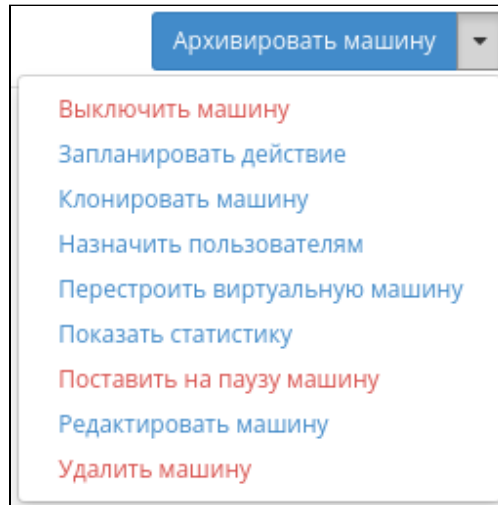 Архивировать машину
Выключить машину
Запланировать действие
Клонировать машину
Назначить пользователям
Перестроить виртуальную машину
Показать статистику
Поставить на паузу машину
Редактировать машину
Удалить машину